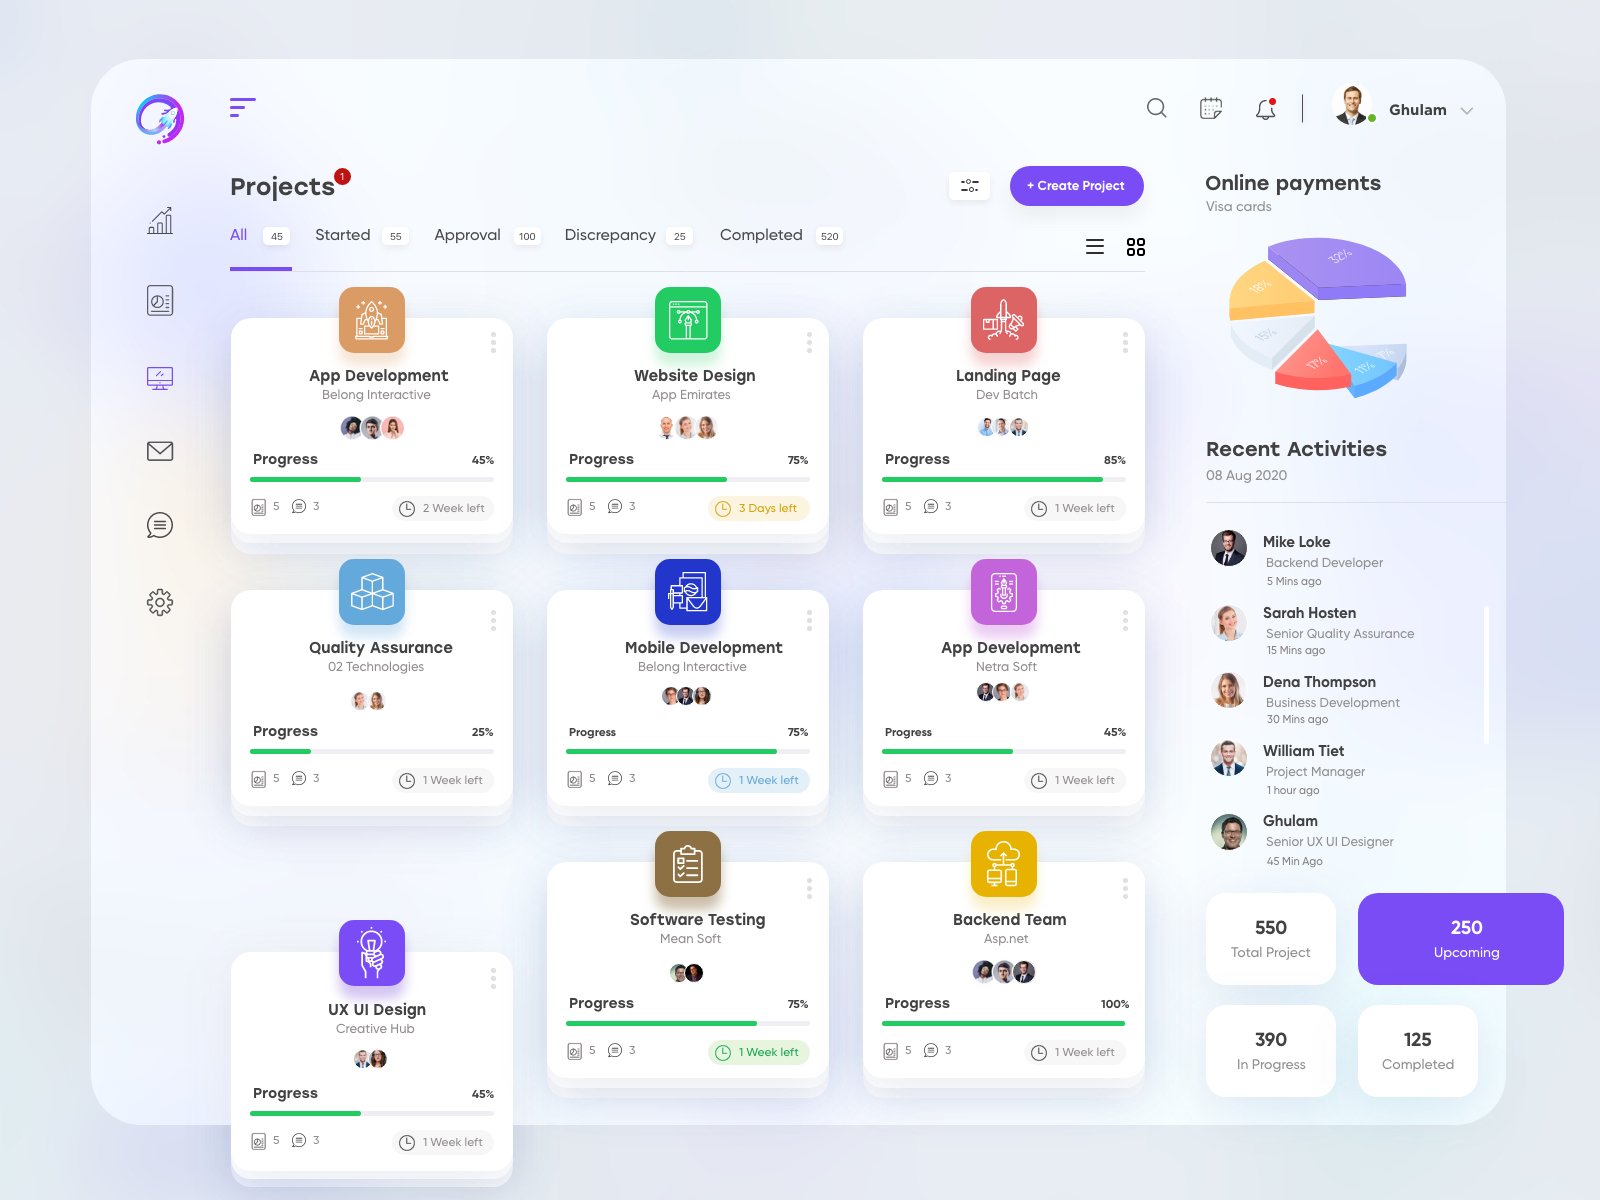 Ghulam
Projects 1
+ Create Project
All 45 Started 55 Approval 100 Discrepancy 25 Completed 520
App Development
Belong Interactive
Progress 45%
5 3 2 Week left
Website Design
App Emirates
Progress 75%
5 3 3 Days left
Landing Page
Dev Batch
Progress 85%
5 3 1 Week left
Quality Assurance
02 Technologies
Progress 25%
5 3 1 Week left
Mobile Development
Belong Interactive
Progress 75%
5 3 1 Week left
App Development
Netra Soft
Progress 45%
5 3 1 Week left
UX UI Design
Creative Hub
Progress 45%
5 3 1 Week left
Software Testing
Mean Soft
Progress 75%
5 3 1 Week left
Backend Team
Asp.net
Progress 100%
5 3 1 Week left
Online payments
Visa cards
32%
18%
15%
17%
11%
Recent Activities
08 Aug 2020
Mike Loke
Backend Developer
5 Mins ago
Sarah Hosten
Senior Quality Assurance
15 Mins ago
Dena Thompson
Business Development
30 Mins ago
William Tiet
Project Manager
1 hour ago
Ghulam
Senior UX UI Designer
45 Min Ago
550
Total Project
250
Upcoming
390
In Progress
125
Completed